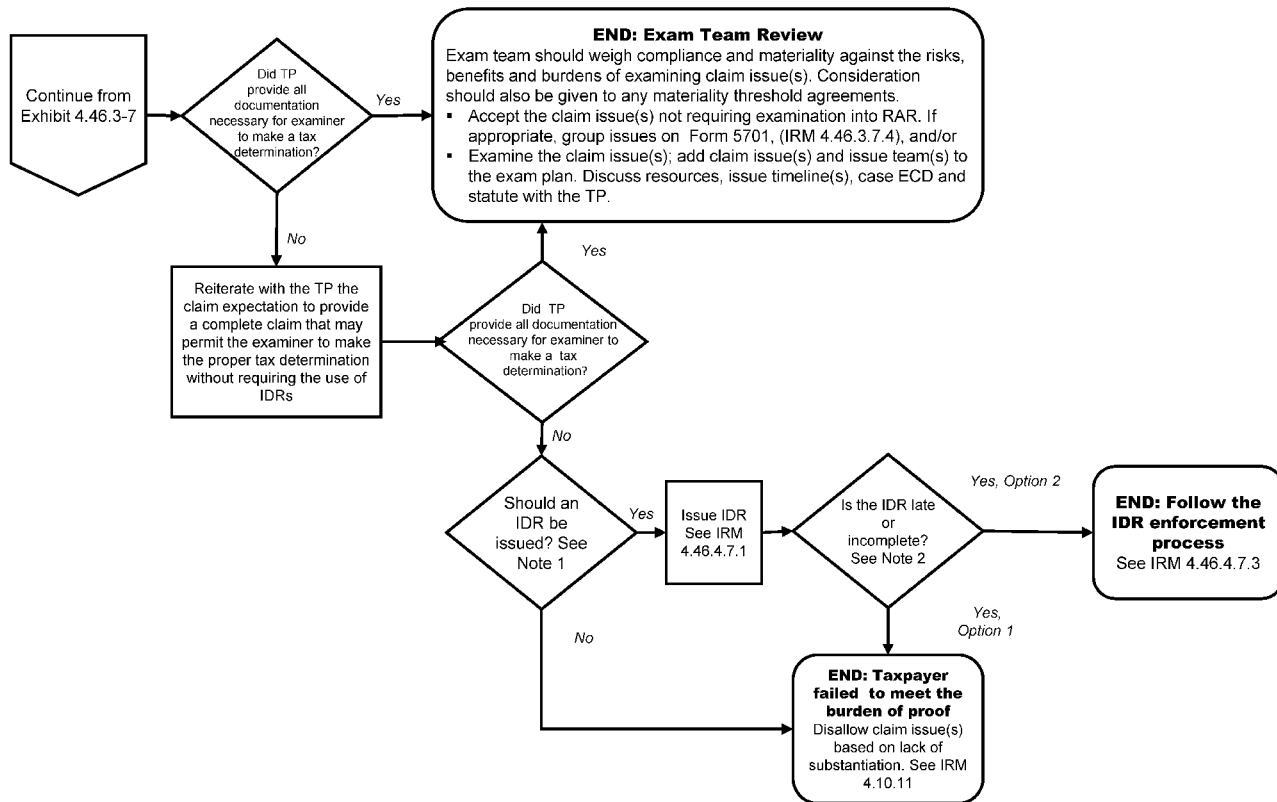 Continue from
Exhibit 4.46.3-7
Did TP
provide all
documentation
necessary for examiner
to make a tax
determination?
Yes
END: Exam Team Review
Exam team should weigh compliance and materiality against the risks,
benefits and burdens of examining claim issue(s). Consideration
should also be given to any materiality threshold agreements.
▪ Accept the claim issue(s) not requiring examination into RAR. If
appropriate, group issues on Form 5701, (IRM 4.46.3.7.4), and/or
▪ Examine the claim issue(s); add claim issue(s) and issue team(s) to
the exam plan. Discuss resources, issue timeline(s), case ECD and
statute with the TP.
No
Reiterate with the TP the
claim expectation to provide
a complete claim that may
permit the examiner to make
the proper tax determination
without requiring the use of
IDRs
Yes
Did TP
provide all documentation
necessary for examiner to
make a tax
determination?
No
Should an
IDR be
issued? See
Note 1
Yes
Issue IDR
See IRM
4.46.4.7.1
Is the IDR late
or
incomplete?
See Note 2
Yes, Option 2
END: Follow the
IDR enforcement
process
See IRM 4.46.4.7.3
No
Yes,
Option 1
END: Taxpayer
failed to meet the
burden of proof
Disallow claim issue(s)
based on lack of
substantiation. See IRM
4.10.11